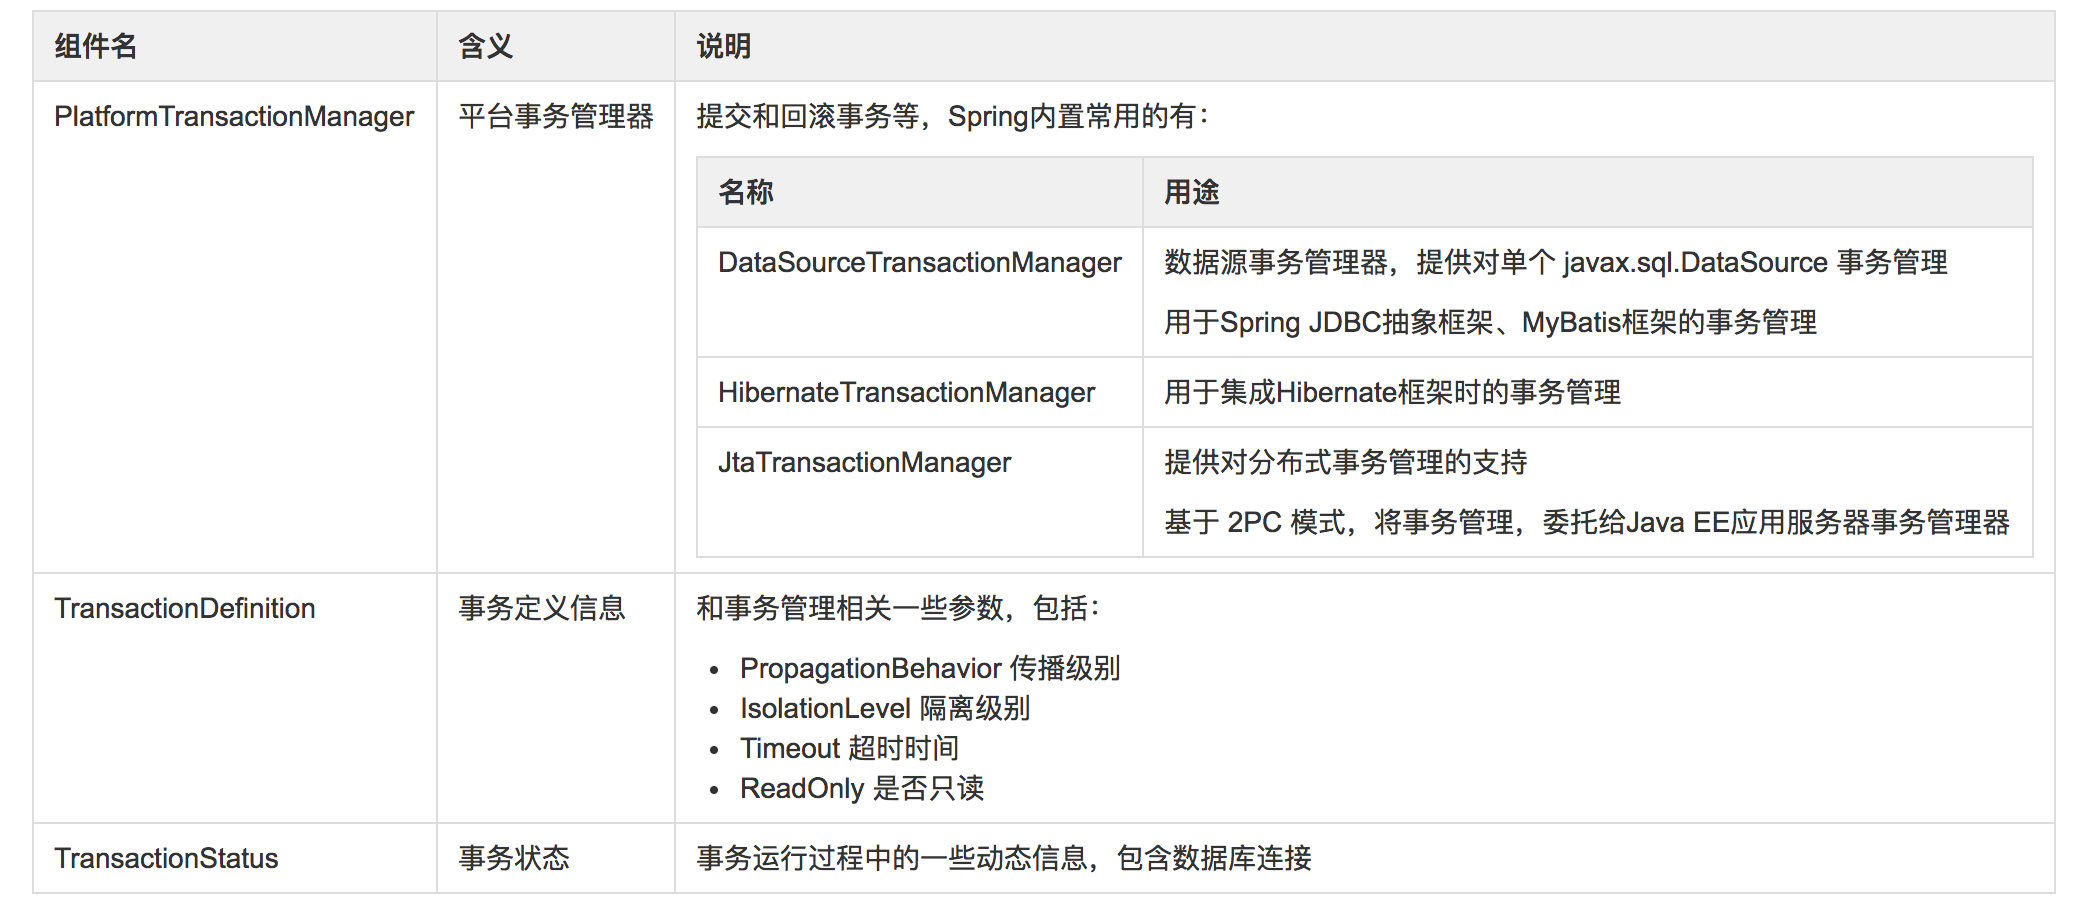 组件名 含义 说明
PlatformTransactionManager 平台事务管理器 提交和回滚事务等，Spring内置常用的有：
名称 用途
DataSourceTransactionManager 数据源事务管理器，提供对单个 javax.sql.DataSource 事务管理
用于Spring JDBC抽象框架、MyBatis框架的事务管理
HibernateTransactionManager 用于集成Hibernate框架时的事务管理
JtaTransactionManager 提供对分布式事务管理的支持
基于 2PC 模式，将事务管理，委托给Java EE应用服务器事务管理器
TransactionDefinition 事务定义信息 和事务管理相关一些参数，包括：
• PropagationBehavior 传播级别
• IsolationLevel 隔离级别
• Timeout 超时时间
• ReadOnly 是否只读
TransactionStatus 事务状态 事务运行过程中的一些动态信息，包含数据库连接